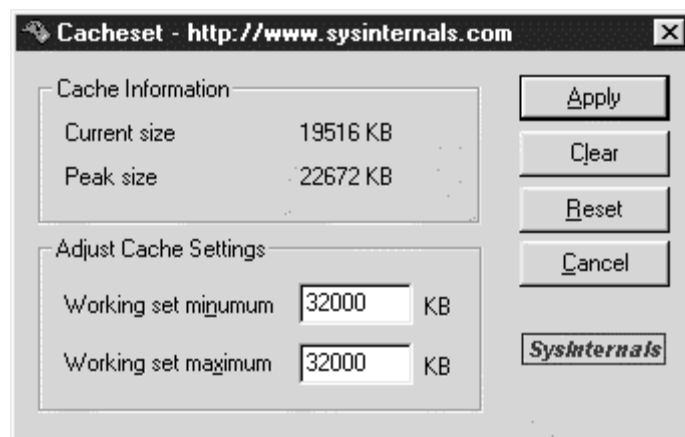 Cacheset - http://www.sysinternals.com
Cache Information
Current size 19516 KB
Peak size 22672 KB
Adjust Cache Settings
Working set minumum 32000 KB
Working set maximum 32000 KB
Apply
Clear
Reset
Cancel
SysInternals